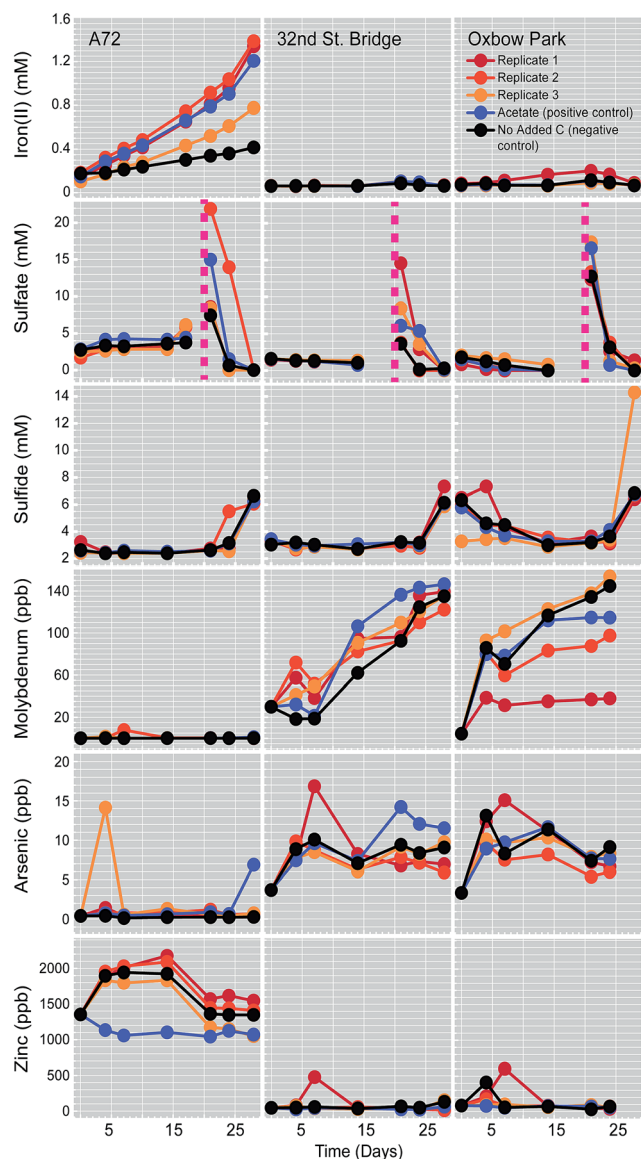 A72
32nd St. Bridge
Oxbow Park
Replicate 1
Replicate 2
Replicate 3
Acetate (positive control)
No Added C (negative
control)
Iron(II) (mM)
1.6
1.2
0.8
0.4
0
Sulfate (mM)
20
15
10
5
0
Sulfide (mM)
14
12
10
8
6
4
2
Molybdenum (ppb)
140
100
60
20
Arsenic (ppb)
20
15
10
5
0
Zinc (ppb)
2000
1500
1000
500
0
5 15 25 5 15 25 5 15 25
Time (Days)